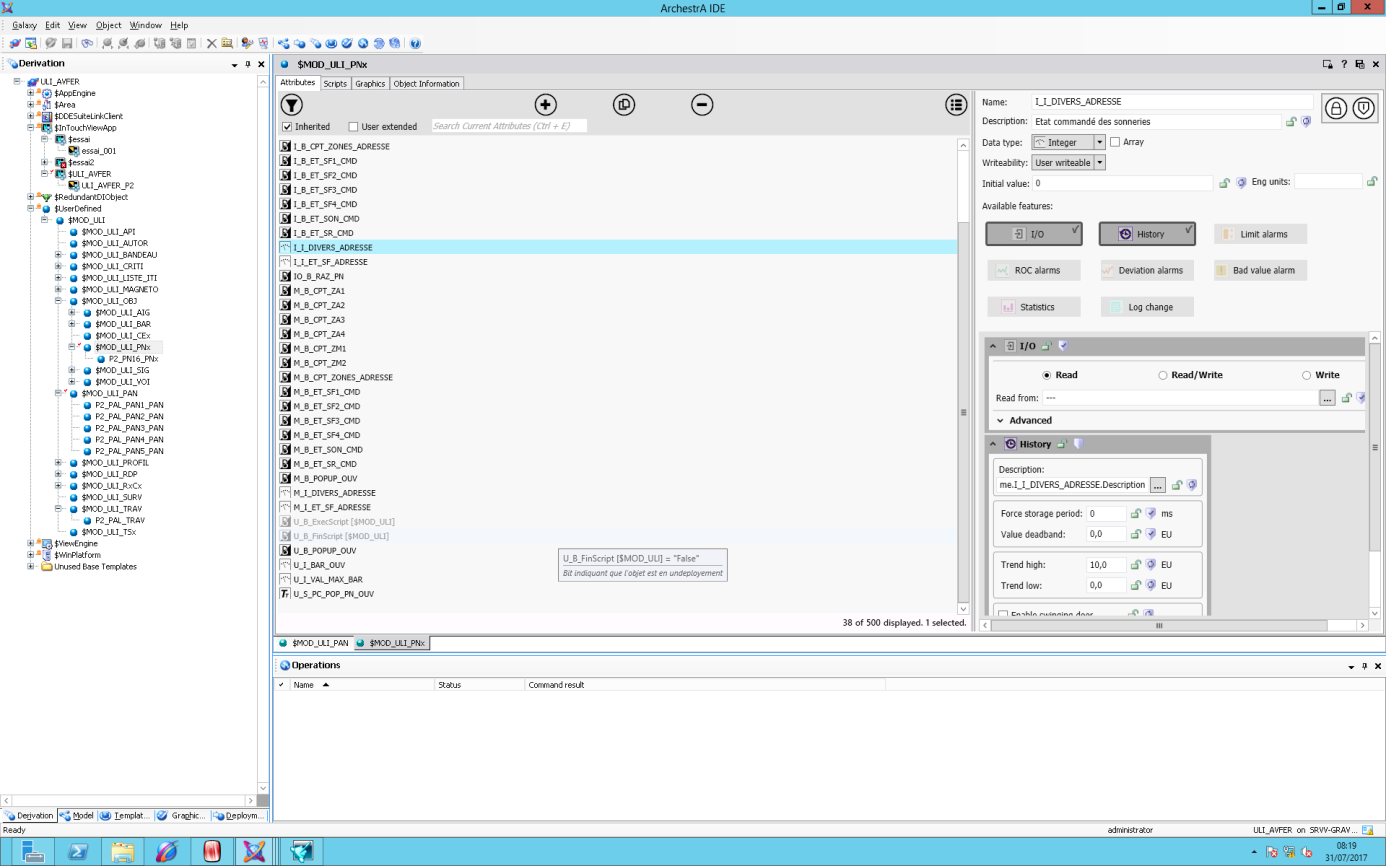 ArchestrA IDE
Galaxy Edit View Object Window Help
Derivation
ULI_AVFER
$AppEngine
$Area
$DDESuiteLinkClient
$InTouchViewApp
$essai
essai_001
$essai2
$ULI_AVFER
ULI_AVFER_P2
$RedundantDIObject
$UserDefined
$MOD_ULI
$MOD_ULI_API
$MOD_ULI_AUTOR
$MOD_ULI_BANDEAU
$MOD_ULI_CRITI
$MOD_ULI_LISTE_ITI
$MOD_ULI_MAGNETO
$MOD_ULI_OBJ
$MOD_ULI_AIG
$MOD_ULI_BAR
$MOD_ULI_CEx
$MOD_ULI_PNx
P2_PN16_PNx
$MOD_ULI_SIG
$MOD_ULI_VOI
$MOD_ULI_PAN
P2_PAL_PAN1_PAN
P2_PAL_PAN2_PAN
P2_PAL_PAN3_PAN
P2_PAL_PAN4_PAN
P2_PAL_PAN5_PAN
$MOD_ULI_PROFIL
$MOD_ULI_RDP
$MOD_ULI_RxCx
$MOD_ULI_SURV
$MOD_ULI_TRAV
P2_PAL_TRAV
$MOD_ULI_TSx
$ViewEngine
$WinPlatform
Unused Base Templates
Derivation Model Templat... Graphic... Deploym...
$MOD_ULI_PNx
Attributes Scripts Graphics Object Information
Inherited User extended Search Current Attributes (Ctrl + E)
I_B_CPT_ZONES_ADRESSE
I_B_ET_SF1_CMD
I_B_ET_SF2_CMD
I_B_ET_SF3_CMD
I_B_ET_SF4_CMD
I_B_ET_SON_CMD
I_B_ET_SR_CMD
I_I_DIVERS_ADRESSE
I_I_ET_SF_ADRESSE
IO_B_RAZ_PN
M_B_CPT_ZA1
M_B_CPT_ZA2
M_B_CPT_ZA3
M_B_CPT_ZA4
M_B_CPT_ZM1
M_B_CPT_ZM2
M_B_CPT_ZONES_ADRESSE
M_B_ET_SF1_CMD
M_B_ET_SF2_CMD
M_B_ET_SF3_CMD
M_B_ET_SF4_CMD
M_B_ET_SON_CMD
M_B_ET_SR_CMD
M_B_POPUP_OUV
M_I_DIVERS_ADRESSE
M_I_ET_SF_ADRESSE
U_B_ExecScript [$MOD_ULI]
U_B_FinScript [$MOD_ULI]
U_B_POPUP_OUV
U_I_BAR_OUV
U_I_VAL_MAX_BAR
U_S_PC_POP_PN_OUV
U_B_FinScript [$MOD_ULI] = "False"
Bit indiquant que l'objet est en undeployement
38 of 500 displayed. 1 selected.
Name: I_I_DIVERS_ADRESSE
Description: Etat commandé des sonneries
Data type: Integer Array
Writeability: User writeable
Initial value: 0 Eng units:
Available features:
I/O History Limit alarms
ROC alarms Deviation alarms Bad value alarm
Statistics Log change
I/O
Read Read/Write Write
Read from: --- ...
Advanced
History
Description:
me.I_I_DIVERS_ADRESSE.Description ...
Force storage period: 0 ms
Value deadband: 0,0 EU
Trend high: 10,0 EU
Trend low: 0,0 EU
Enable swinging door
$MOD_ULI_PAN $MOD_ULI_PNx
Operations
Name Status Command result
Ready administrator ULI_AVFER on SRVV-GRAV...
08:19
31/07/2017